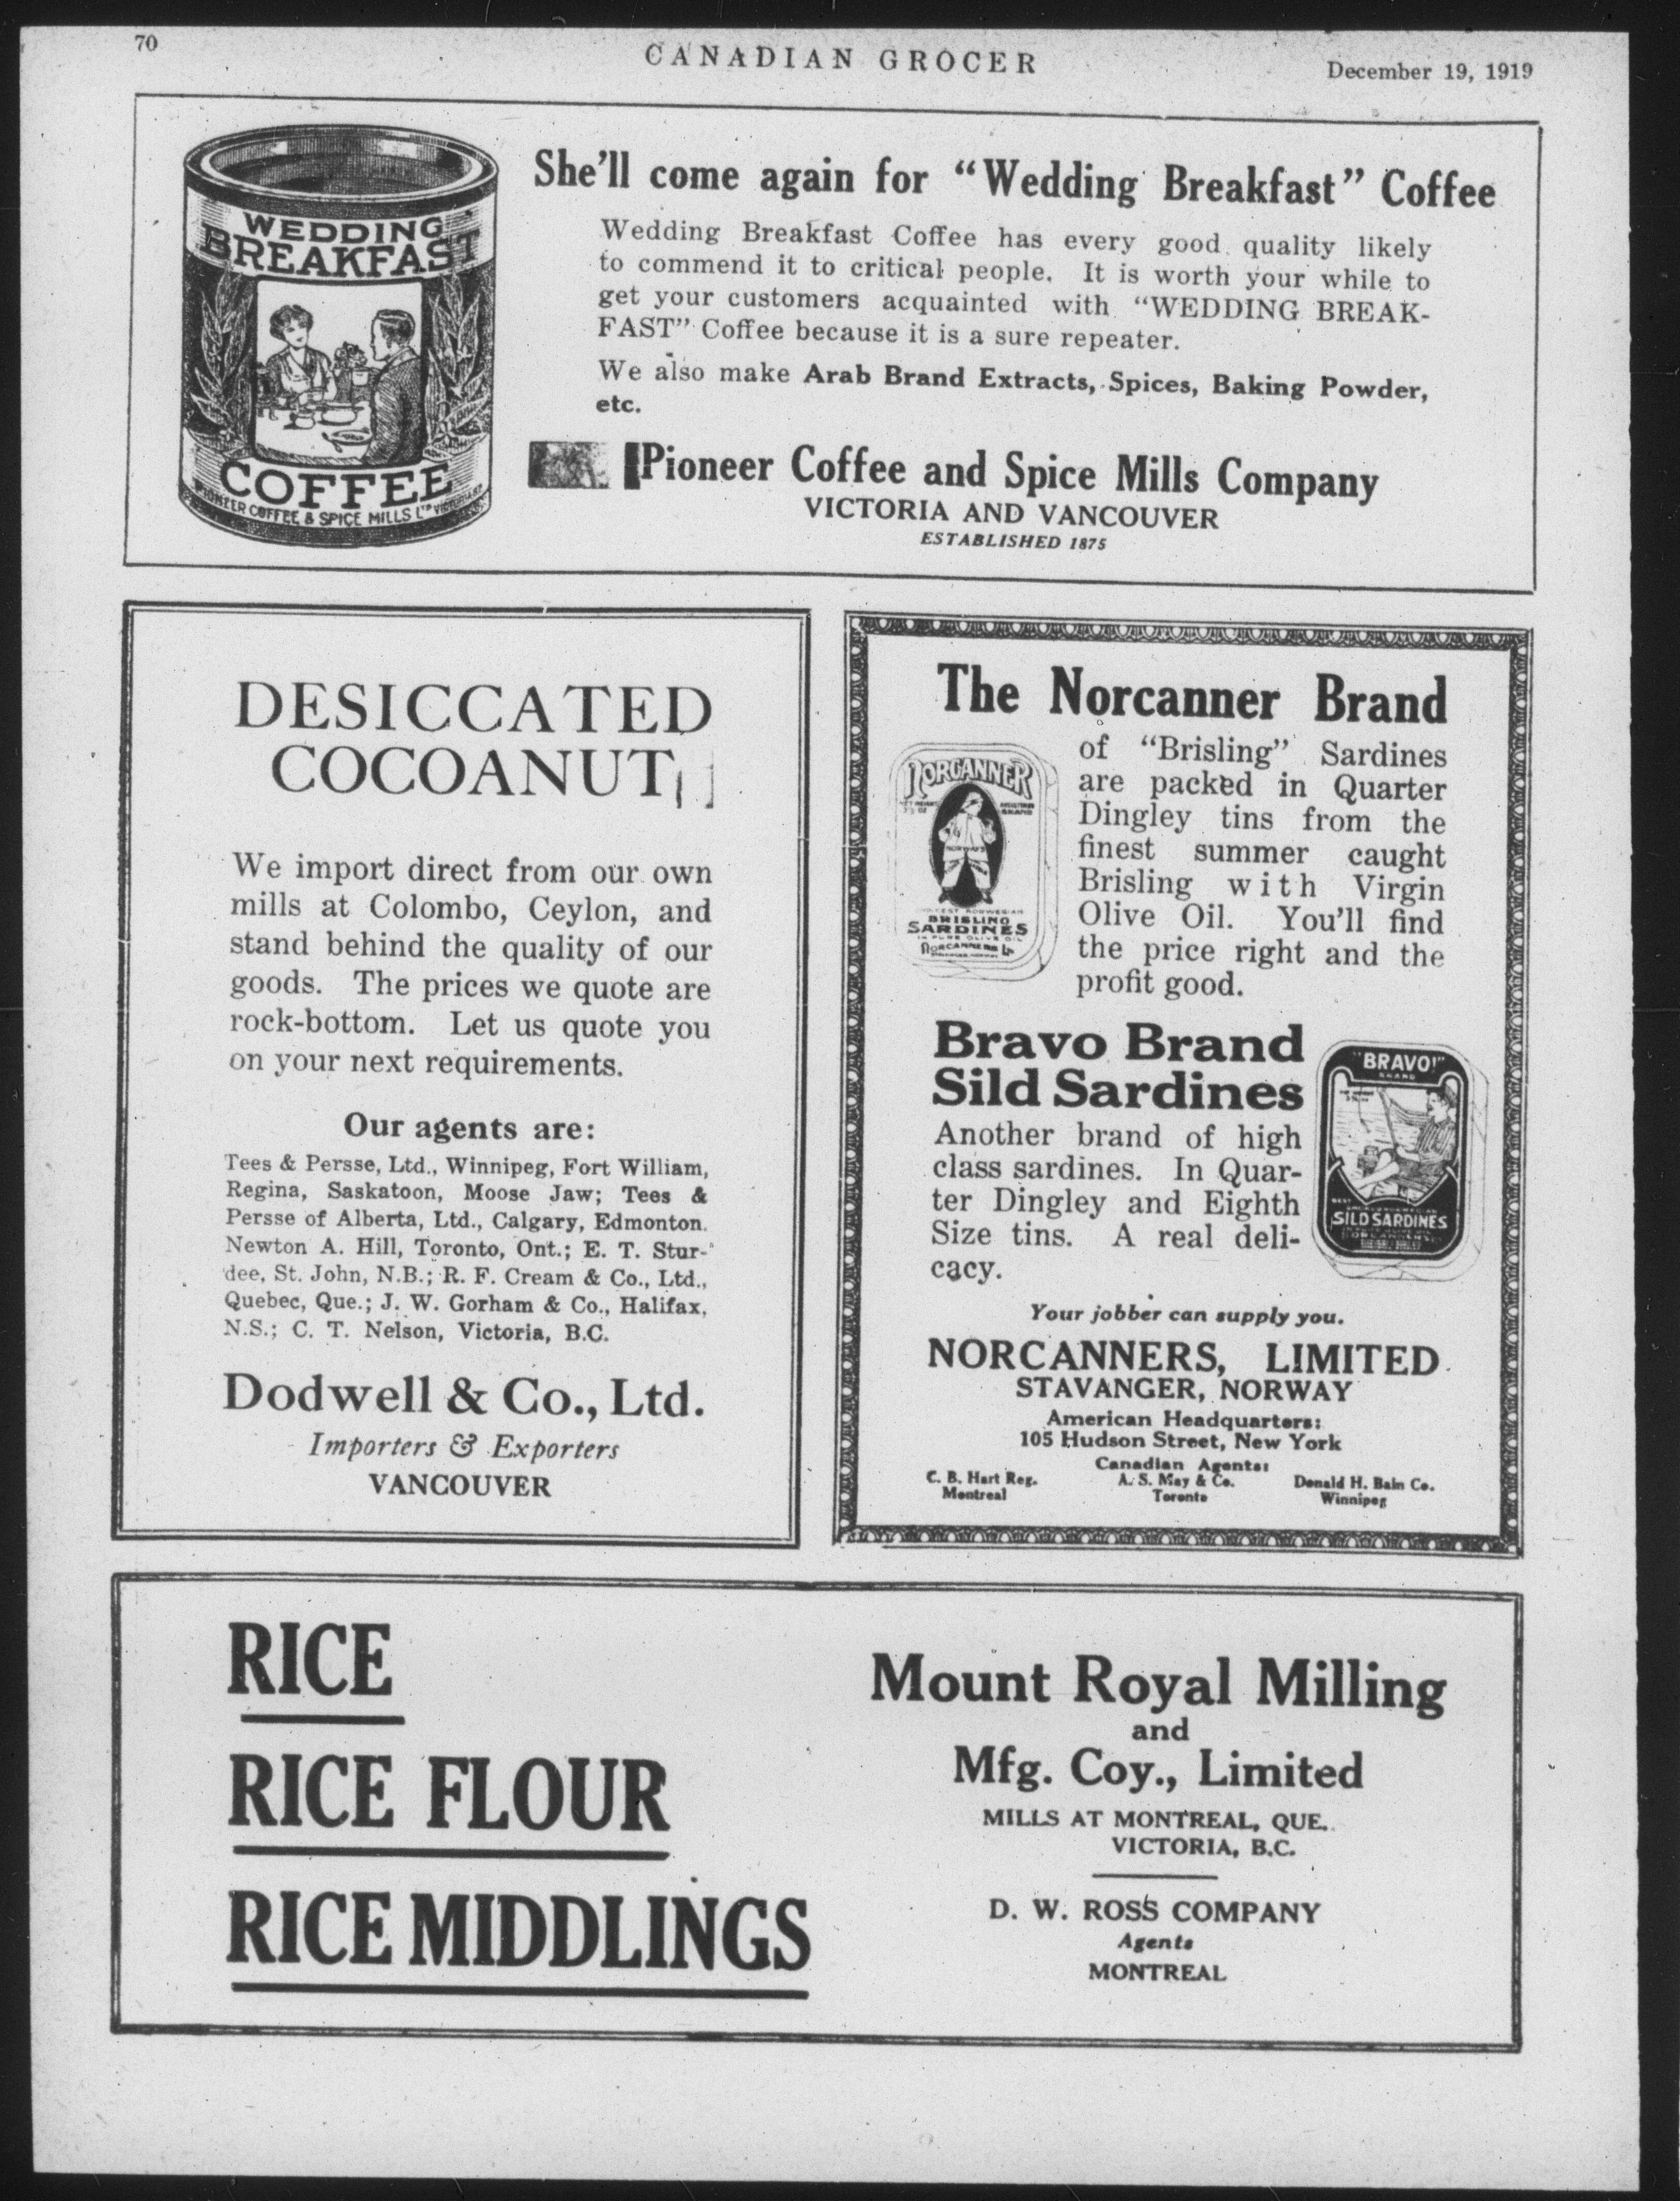 70
CANADIAN GROCER
December 19, 1919
WEDDING
BREAKFAST
COFFEE
PIONEER COFFEE & SPICE MILLS LTD
She'll come again for "Wedding Breakfast" Coffee
Wedding Breakfast Coffee has every good quality likely
to commend it to critical people. It is worth your while to
get your customers acquainted with "WEDDING BREAK-
FAST" Coffee because it is a sure repeater.
We also make Arab Brand Extracts, Spices, Baking Powder,
etc.
Pioneer Coffee and Spice Mills Company
VICTORIA AND VANCOUVER
ESTABLISHED 1875
DESICCATED
COCOANUT
We import direct from our own
mills at Colombo, Ceylon, and
stand behind the quality of our
goods. The prices we quote are
rock-bottom. Let us quote you
on your next requirements.
Our agents are:
Tees & Persse, Ltd., Winnipeg, Fort William,
Regina, Saskatoon, Moose Jaw; Tees &
Persse of Alberta, Ltd., Calgary, Edmonton.
Newton A. Hill, Toronto, Ont.; E. T. Stur-
dee, St. John, N.B.; R. F. Cream & Co., Ltd.,
Quebec, Que.; J. W. Gorham & Co., Halifax,
N.S.; C. T. Nelson, Victoria, B.C.
Dodwell & Co., Ltd.
Importers & Exporters
VANCOUVER
The Norcanner Brand
of "Brisling" Sardines
are packed in Quarter
Dingley tins from the
finest summer caught
Brisling with Virgin
Olive Oil. You'll find
the price right and the
profit good.
NORCANNER
BRISLING
SARDINES
IN PURE OLIVE OIL
NORCANNERS LD
Bravo Brand
Sild Sardines
Another brand of high
class sardines. In Quar-
ter Dingley and Eighth
Size tins. A real deli-
cacy.
"BRAVO!"
BRAND
SILD SARDINES
Your jobber can supply you.
NORCANNERS, LIMITED
STAVANGER, NORWAY
American Headquarters:
105 Hudson Street, New York
Canadian Agents:
C. B. Hart Reg. A. S. May & Co. Donald H. Bain Co.
Montreal Toronto Winnipeg
RICE
RICE FLOUR
RICE MIDDLINGS
Mount Royal Milling
and
Mfg. Coy., Limited
MILLS AT MONTREAL, QUE.
VICTORIA, B.C.
D. W. ROSS COMPANY
Agents
MONTREAL